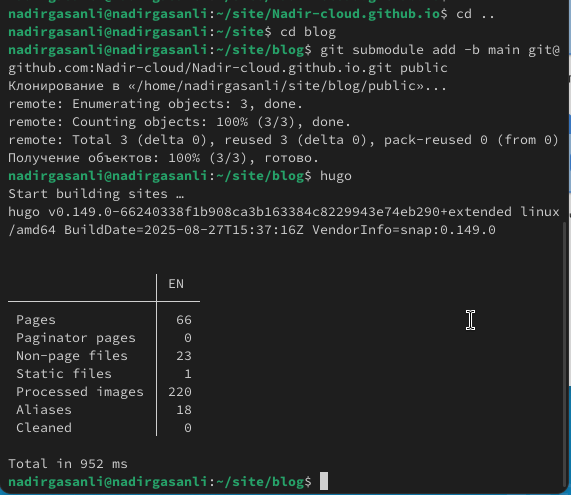 nadirgasanli@nadirgasanli:~/site/Nadir-cloud.github.io$ cd ..
nadirgasanli@nadirgasanli:~/site$ cd blog
nadirgasanli@nadirgasanli:~/site/blog$ git submodule add -b main git@
github.com:Nadir-cloud/Nadir-cloud.github.io.git public
Клонирование в «/home/nadirgasanli/site/blog/public»...
remote: Enumerating objects: 3, done.
remote: Counting objects: 100% (3/3), done.
remote: Total 3 (delta 0), reused 3 (delta 0), pack-reused 0 (from 0)
Получение объектов: 100% (3/3), готово.
nadirgasanli@nadirgasanli:~/site/blog$ hugo
Start building sites …
hugo v0.149.0-66240338f1b908ca3b163384c8229943e74eb290+extended linux
/amd64 BuildDate=2025-08-27T15:37:16Z VendorInfo=snap:0.149.0
EN
Pages 66
Paginator pages 0
Non-page files 23
Static files 1
Processed images 220
Aliases 18
Cleaned 0
Total in 952 ms
nadirgasanli@nadirgasanli:~/site/blog$